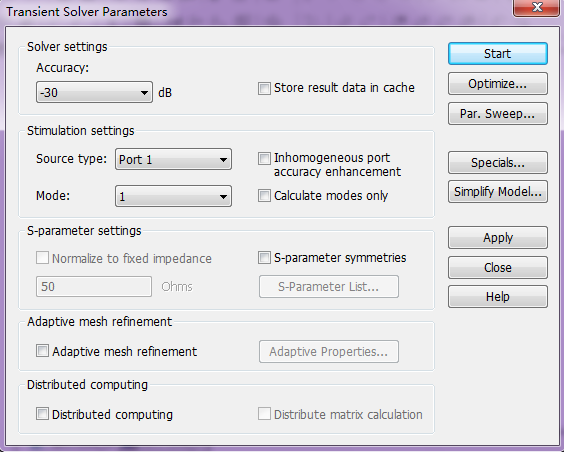 Transient Solver Parameters
Solver settings
Accuracy:
-30 dB
Store result data in cache
Stimulation settings
Source type: Port 1
Inhomogeneous port
accuracy enhancement
Mode: 1
Calculate modes only
S-parameter settings
Normalize to fixed impedance
S-parameter symmetries
50 Ohms
S-Parameter List...
Adaptive mesh refinement
Adaptive mesh refinement
Adaptive Properties...
Distributed computing
Distributed computing
Distribute matrix calculation
Start
Optimize...
Par. Sweep...
Specials...
Simplify Model...
Apply
Close
Help